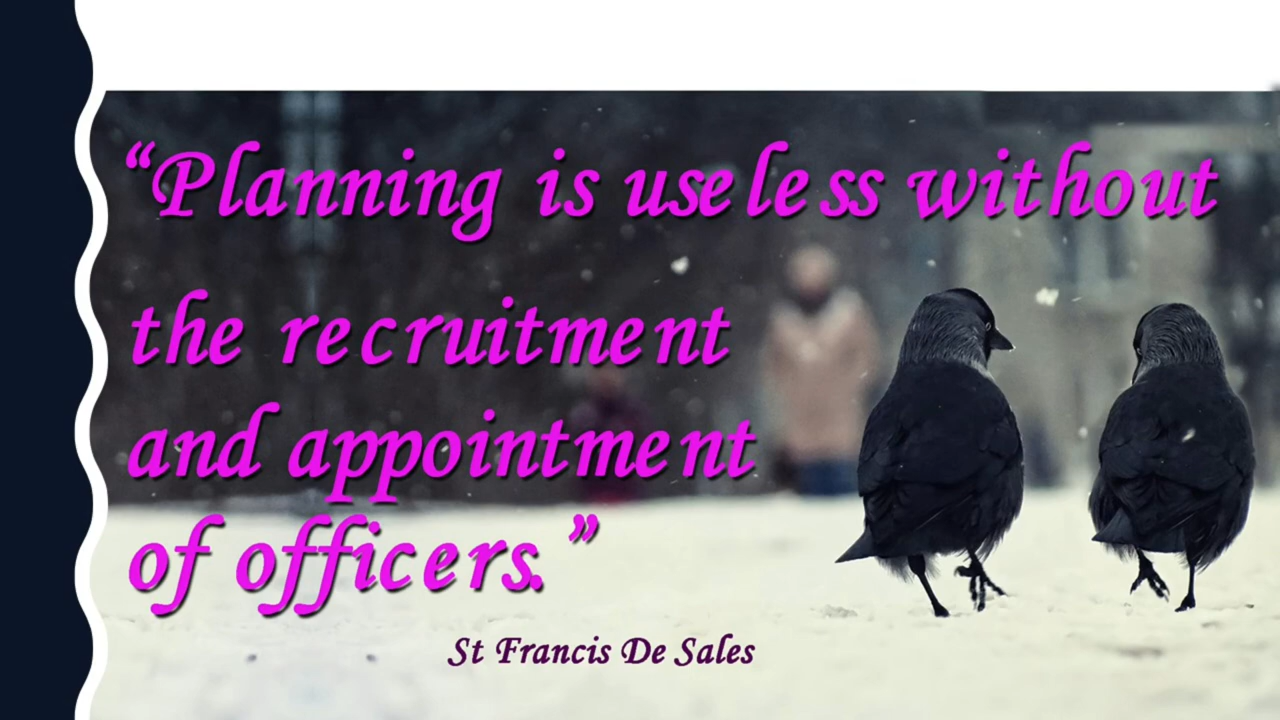 “Planning is useless without
the recruitment
and appointment
of officers.”
St Francis De Sales